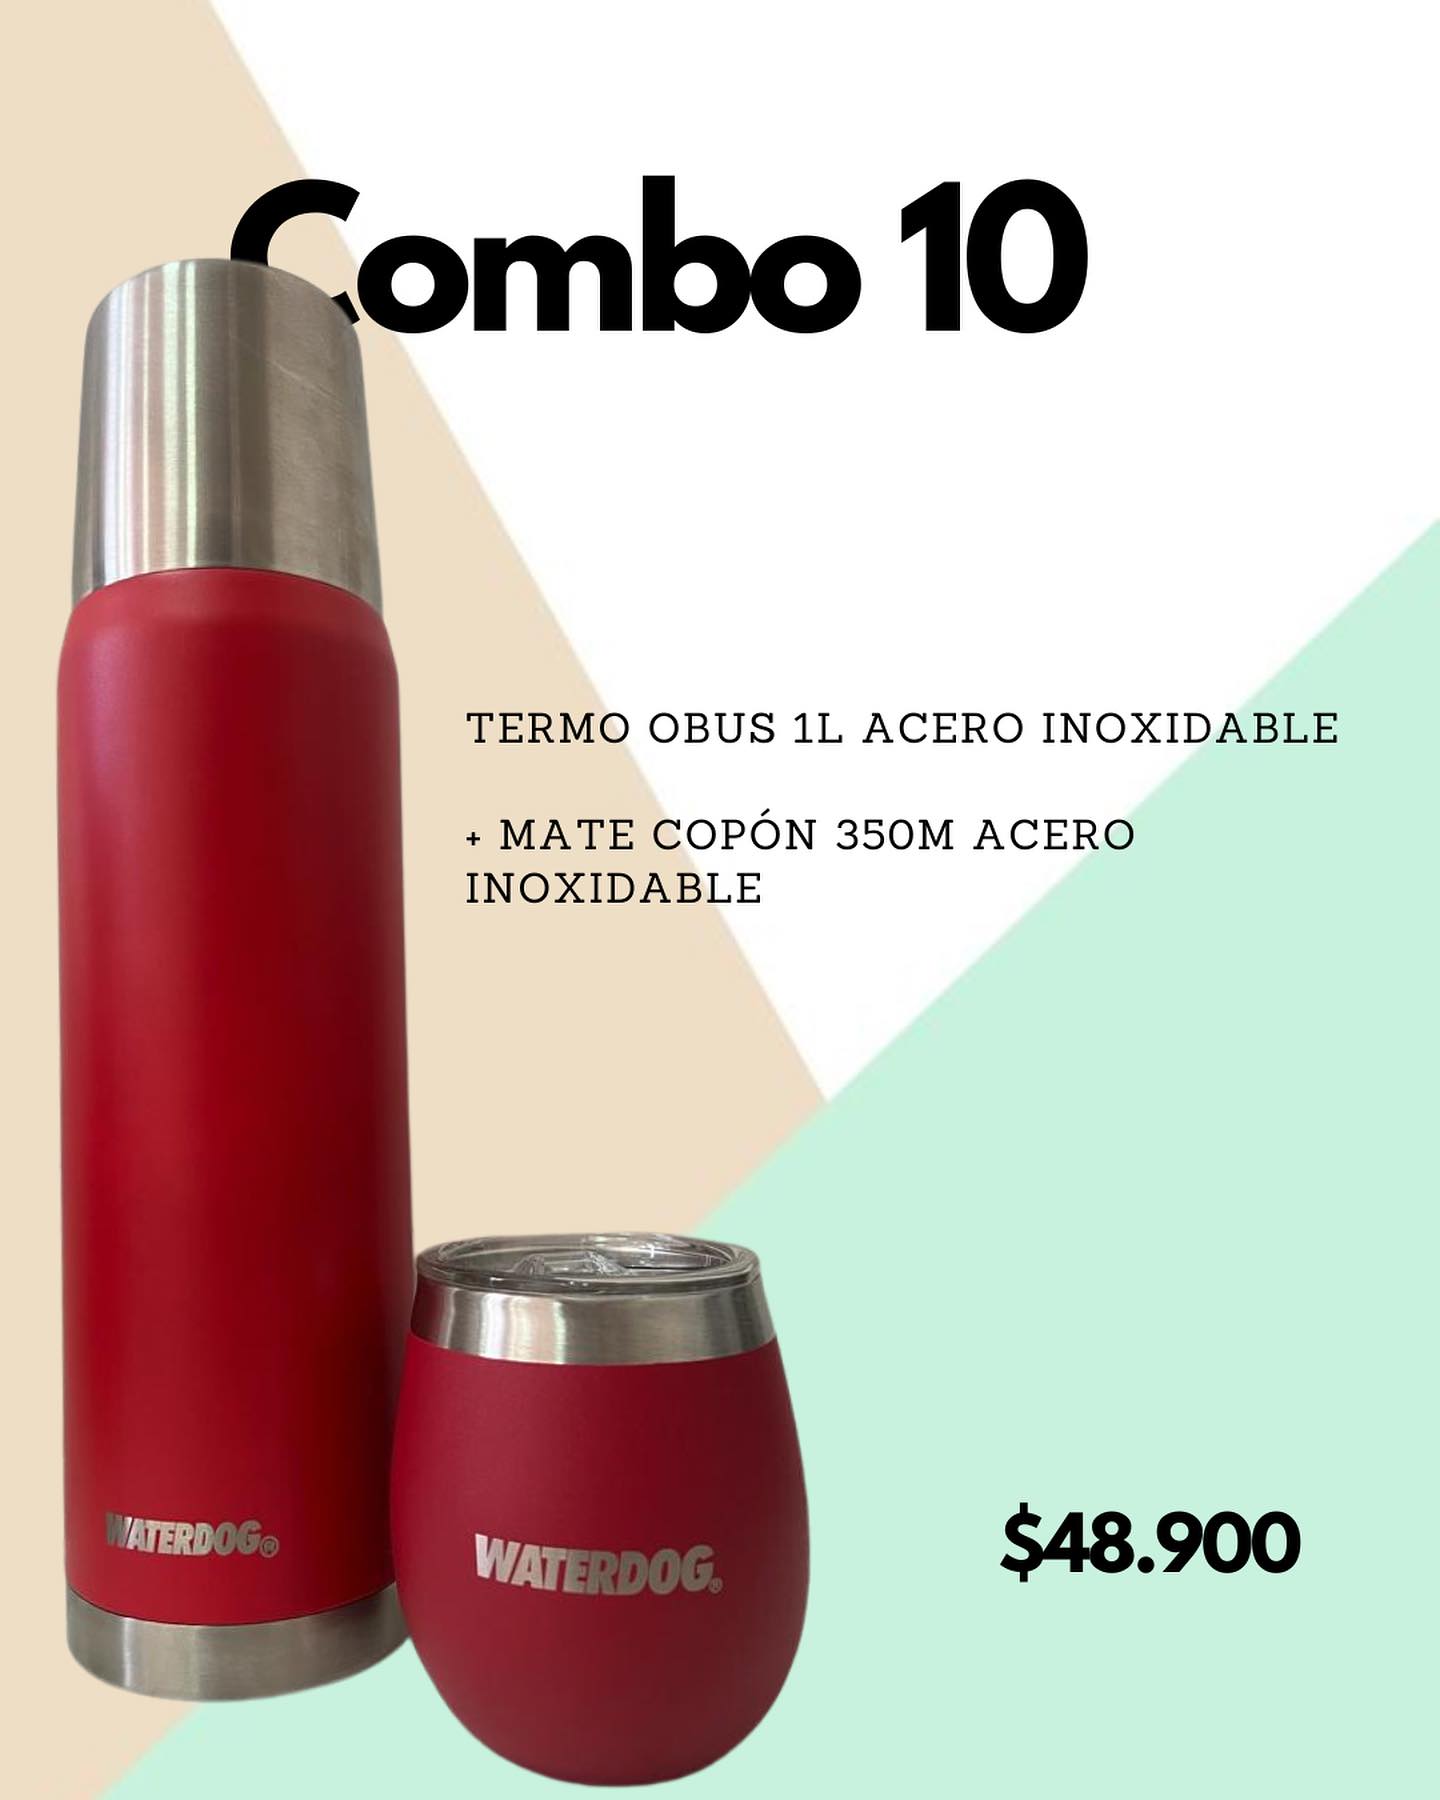 Combo 10
TERMO OBUS 1L ACERO INOXIDABLE
+ MATE COPÓN 350M ACERO
INOXIDABLE
WATERDOG®
WATERDOG®
$48.900